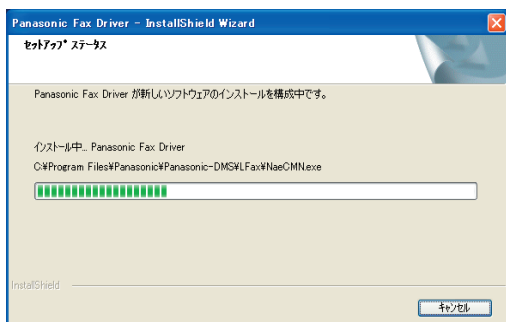 Panasonic Fax Driver - InstallShield Wizard
セットアップ ステータス
Panasonic Fax Driver が新しいソフトウェアのインストールを構成中です。
インストール中... Panasonic Fax Driver
C:¥Program Files¥Panasonic¥Panasonic-DMS¥LFax¥NaeCMN.exe
InstallShield
キャンセル